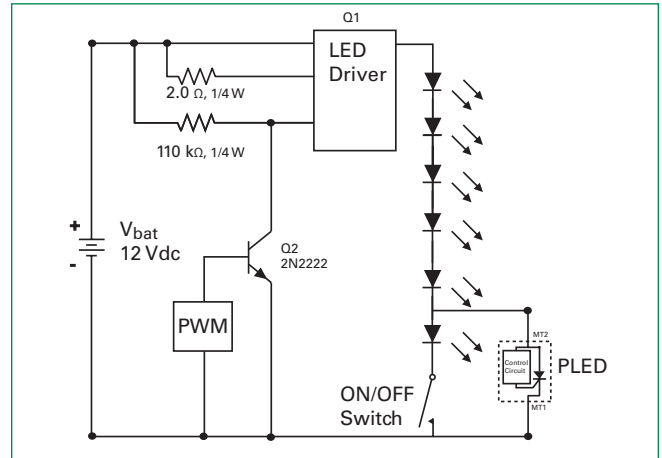 Q1
LED
Driver
2.0 Ω, 1/4 W
110 kΩ, 1/4 W
+
Vbat
12 Vdc
-
Q2
2N2222
PWM
MT2
Control
Circuit
PLED
MT1
ON/OFF
Switch